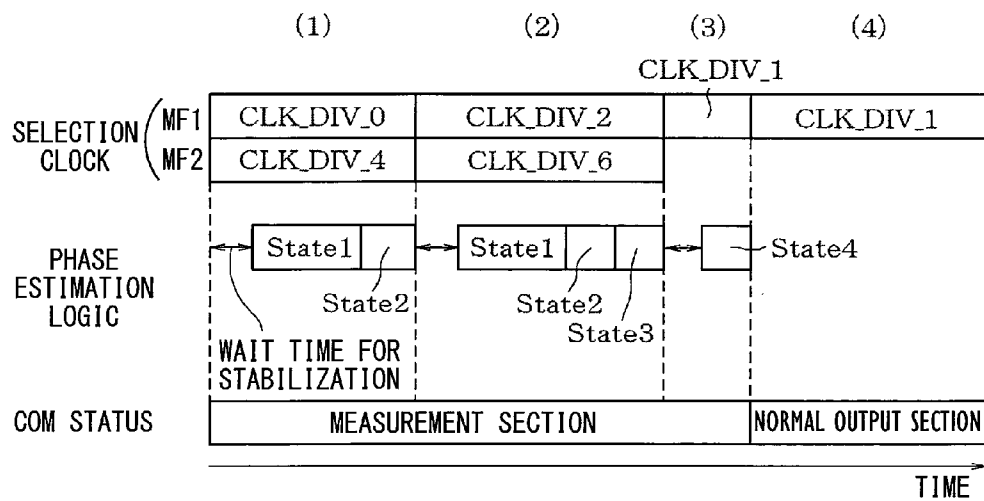 (1) (2) (3) (4)
CLK_DIV_1
SELECTION
CLOCK
MF1 CLK_DIV_0 CLK_DIV_2 CLK_DIV_1
MF2 CLK_DIV_4 CLK_DIV_6
PHASE
ESTIMATION
LOGIC
State1 State1 State4
State2 State2
State3
WAIT TIME FOR
STABILIZATION
COM STATUS MEASUREMENT SECTION NORMAL OUTPUT SECTION
TIME